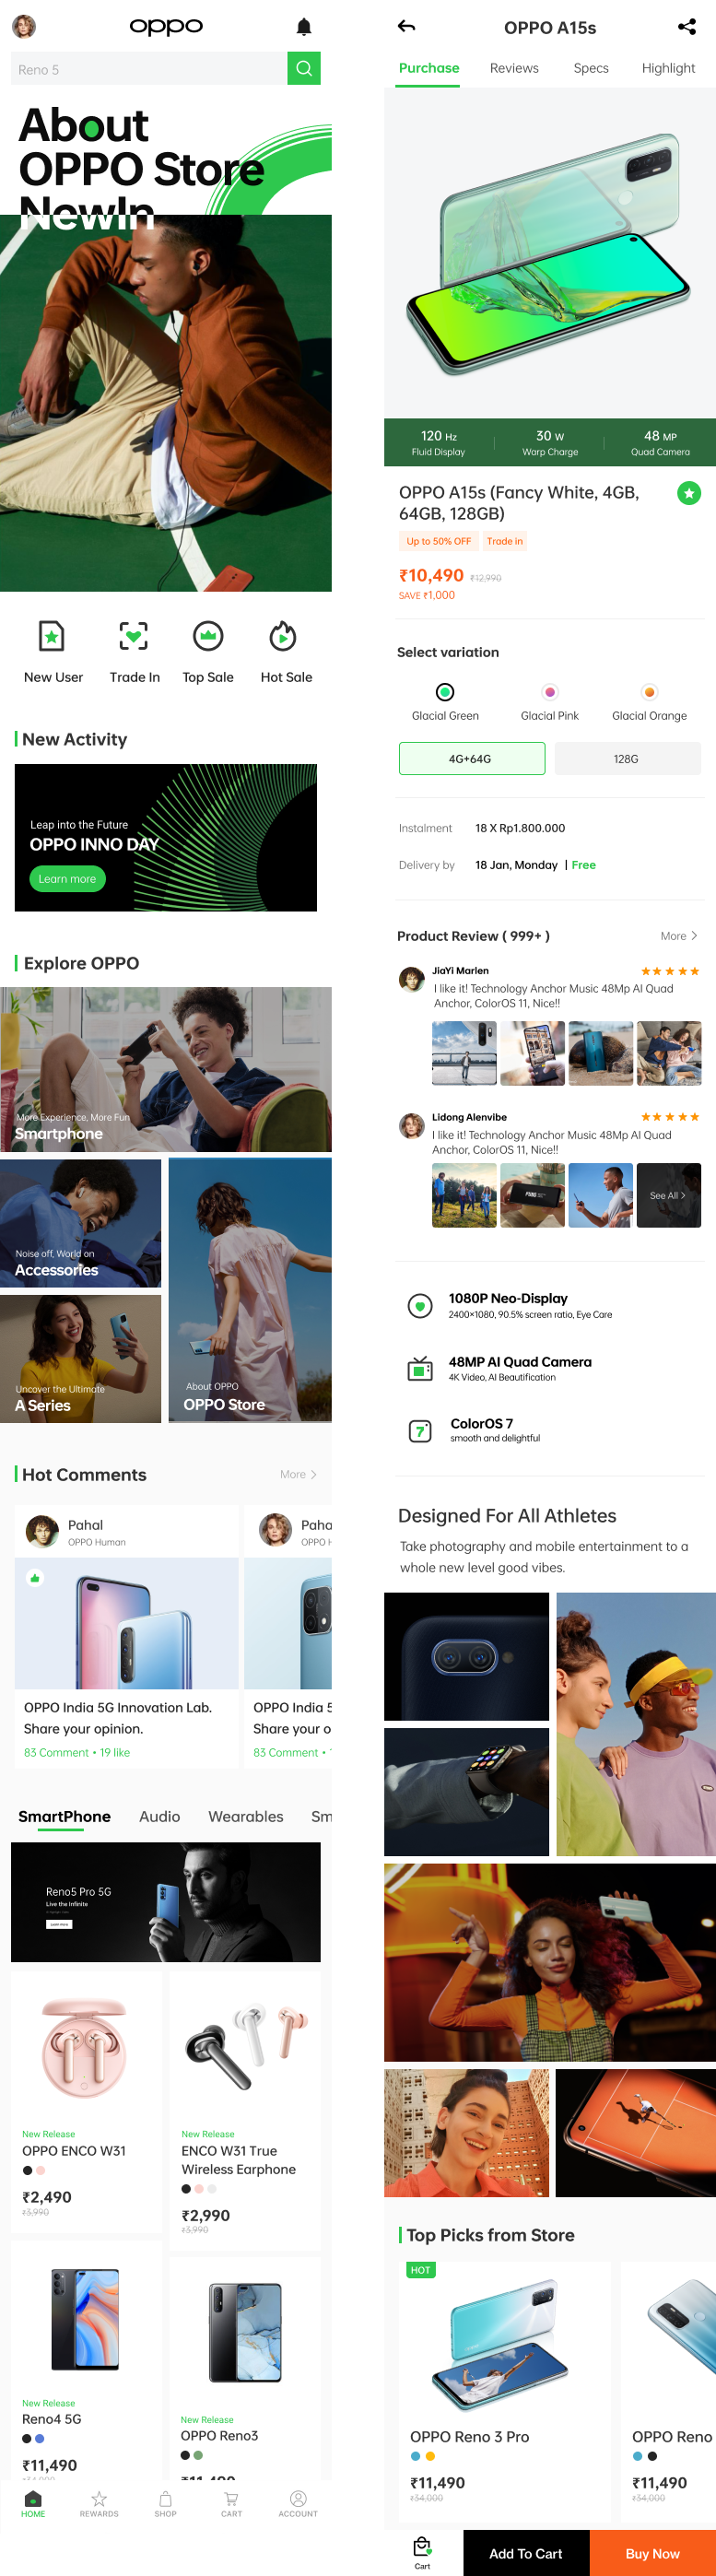 oppo
Reno 5
About
OPPO Store
NewIn
New User
Trade In
Top Sale
Hot Sale
New Activity
Leap into the Future
OPPO INNO DAY
Learn more
Explore OPPO
More Experience, More Fun
Smartphone
Noise off, World on
Accessories
Uncover the Ultimate
A Series
About OPPO
OPPO Store
Hot Comments
More
Pahal
OPPO Human
OPPO India 5G Innovation Lab.
Share your opinion.
83 Comment • 19 like
Paha
OPPO H
OPPO India 5
Share your o
83 Comment •
SmartPhone
Audio
Wearables
Sm
Reno5 Pro 5G
Live the Infinite
New Release
OPPO ENCO W31
₹2,490
₹3,990
New Release
ENCO W31 True
Wireless Earphone
₹2,990
₹3,990
New Release
Reno4 5G
₹11,490
New Release
OPPO Reno3
₹11,490
HOME
REWARDS
SHOP
CART
ACCOUNT
OPPO A15s
Purchase
Reviews
Specs
Highlight
120 Hz
Fluid Display
30 W
Warp Charge
48 MP
Quad Camera
OPPO A15s (Fancy White, 4GB,
64GB, 128GB)
Up to 50% OFF
Trade in
₹10,490 ₹12,990
SAVE ₹1,000
Select variation
Glacial Green
Glacial Pink
Glacial Orange
4G+64G
128G
Instalment 18 X Rp1.800.000
Delivery by 18 Jan, Monday | Free
Product Review ( 999+ )
More
JiaYi Marlen
I like it! Technology Anchor Music 48Mp AI Quad
Anchor, ColorOS 11, Nice!!
Lidong Alenvibe
I like it! Technology Anchor Music 48Mp AI Quad
Anchor, ColorOS 11, Nice!!
See All
1080P Neo-Display
2400×1080, 90.5% screen ratio, Eye Care
48MP AI Quad Camera
4K Video, AI Beautification
7
ColorOS 7
smooth and delightful
Designed For All Athletes
Take photography and mobile entertainment to a
whole new level good vibes.
Top Picks from Store
HOT
OPPO Reno 3 Pro
₹11,490
₹34,000
OPPO Reno
₹11,490
₹34,000
Cart
Add To Cart
Buy Now